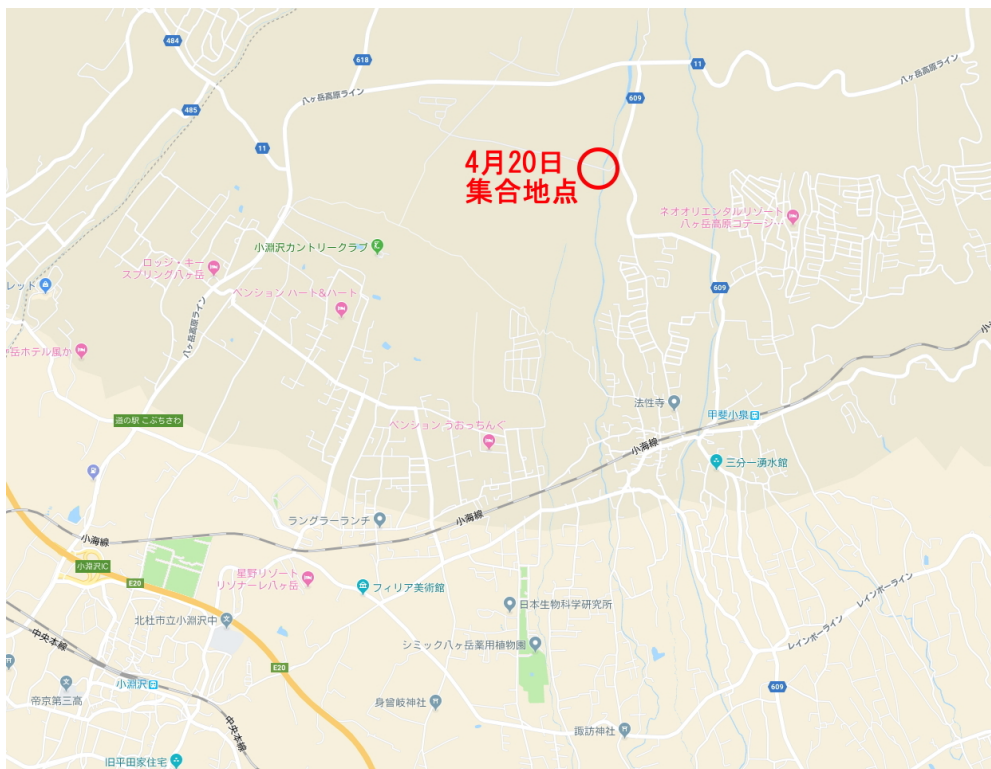 484
618
11
八ヶ岳高原ライン
八ヶ岳高原ライン
485
609
11
4月20日
集合地点
ネオオリエンタルリゾート
八ヶ岳高原コテージ…
小淵沢カントリークラブ
ロッジ・キー
スプリング八ヶ岳
レッド
ペンション ハート&ハート
609
八ヶ岳高原ライン
岳ホテル風か
道の駅 こぶちさわ
法性寺
甲斐小泉
ペンション うおっちんぐ
小海線
三分一湧水館
ラングラーランチ
小海線
小海線
小淵沢IC
E20
星野リゾート
リゾナーレ八ヶ岳
フィリア美術館
レインボーライン
日本生物科学研究所
北杜市立小淵沢中
シミック八ヶ岳薬用植物園
レインボーライン
中央本線
E20
小淵沢
609
帝京第三高
身曾岐神社
中央本線
諏訪神社
旧平田家住宅